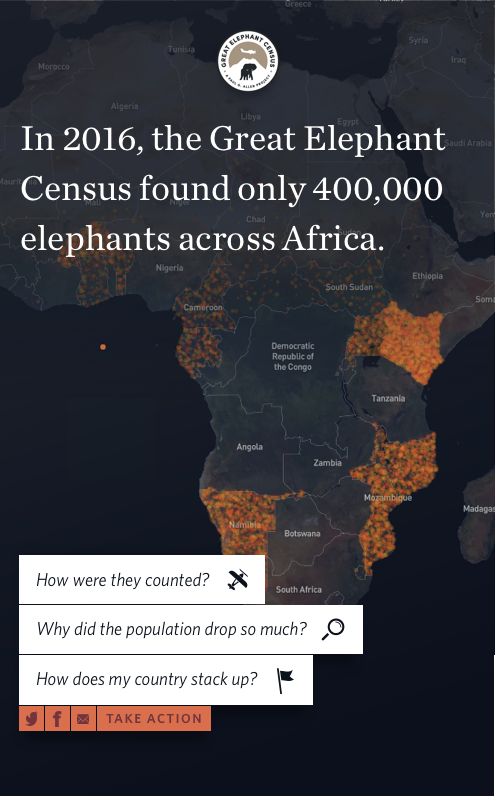 Greece
GREAT ELEPHANT CENSUS
A PAUL G. ALLEN PROJECT
Tunisia
Syria
Morocco
Iraq
Algeria
Libya
Egypt
In 2016, the Great Elephant
Saudi Arabia
Census found only 400,000
Mali
Niger
Chad
elephants across Africa.
Nigeria
Ethiopia
South Sudan
Cameroon
Democratic
Republic of
the Congo
Tanzania
Angola
Zambia
Mozambique
Namibia
Botswana
South Africa
How were they counted?
Why did the population drop so much?
How does my country stack up?
TAKE ACTION